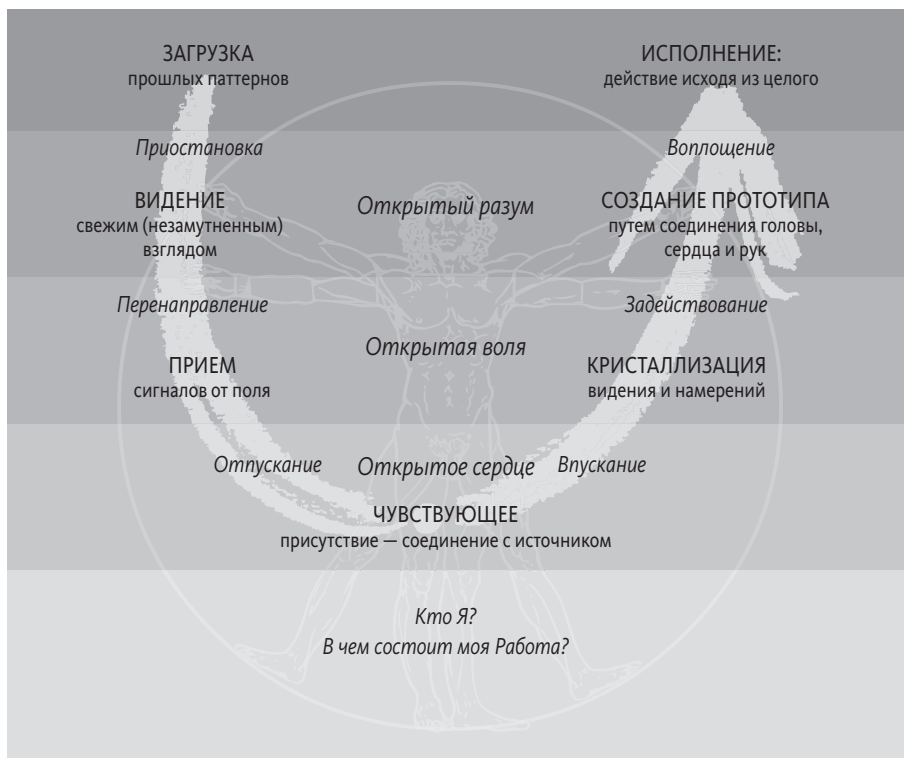 ЗАГРУЗКА
прошлых паттернов
ИСПОЛНЕНИЕ:
действие исходя из целого
Приостановка
Воплощение
ВИДЕНИЕ
свежим (незамутненным)
взглядом
Открытый разум
СОЗДАНИЕ ПРОТОТИПА
путем соединения головы,
сердца и рук
Перенаправление
Задействование
Открытая воля
ПРИЕМ
сигналов от поля
КРИСТАЛЛИЗАЦИЯ
видения и намерений
Отпускание
Открытое сердце
Впускание
ЧУВСТВУЮЩЕЕ
присутствие — соединение с источником
Кто Я?
В чем состоит моя Работа?